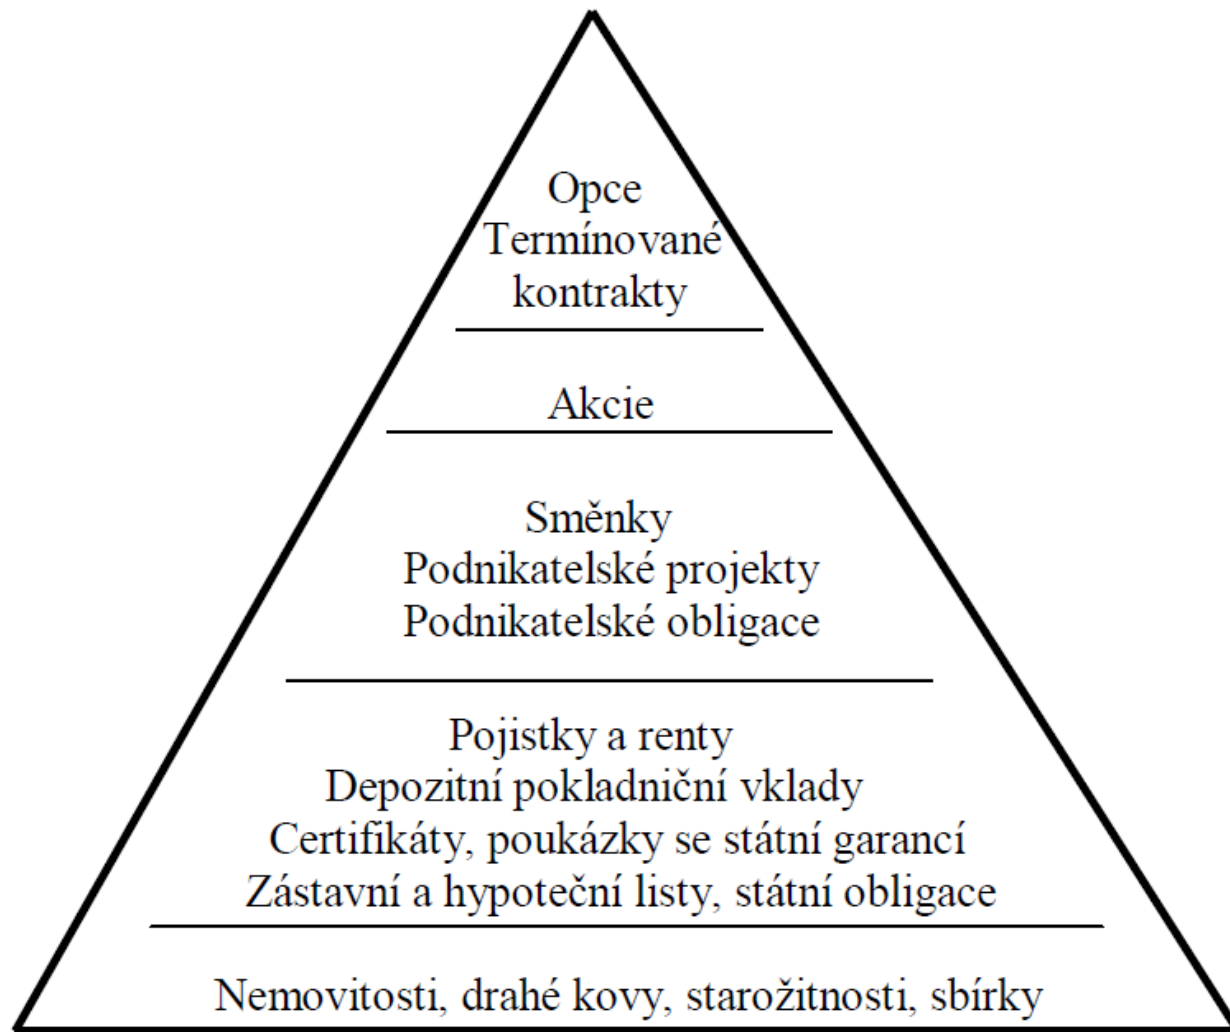 Opce
Termínované
kontrakty
Akcie
Směnky
Podnikatelské projekty
Podnikatelské obligace
Pojistky a renty
Depozitní pokladniční vklady
Certifikáty, poukázky se státní garancí
Zástavní a hypoteční listy, státní obligace
Nemovitosti, drahé kovy, starožitnosti, sbírky